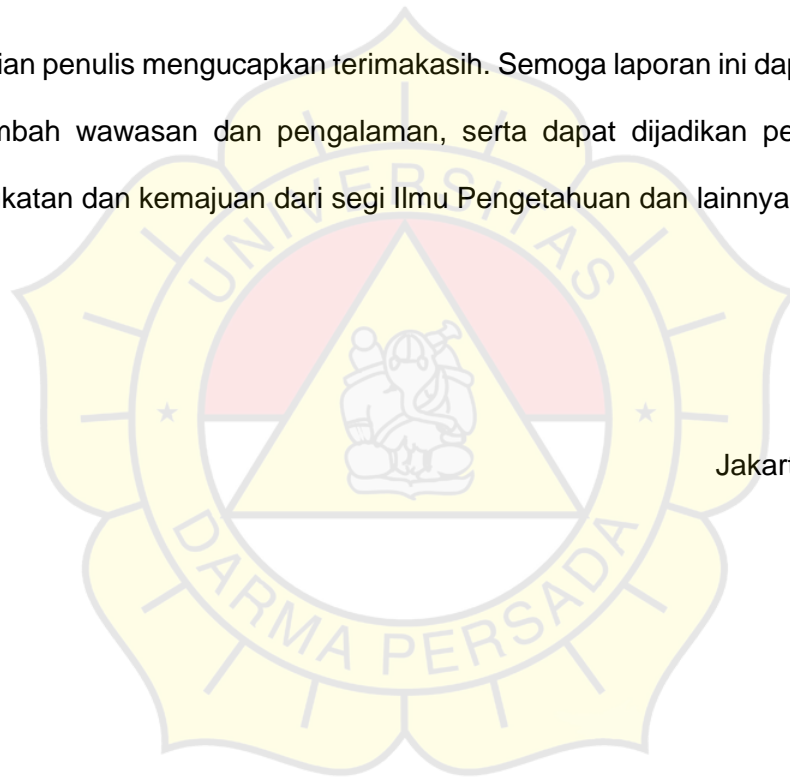 ian penulis mengucapkan terimakasih. Semoga laporan ini dap
mbah wawasan dan pengalaman, serta dapat dijadikan pe
katan dan kemajuan dari segi Ilmu Pengetahuan dan lainnya
UNIVERSITAS
Jakart
DARMA PERSADA